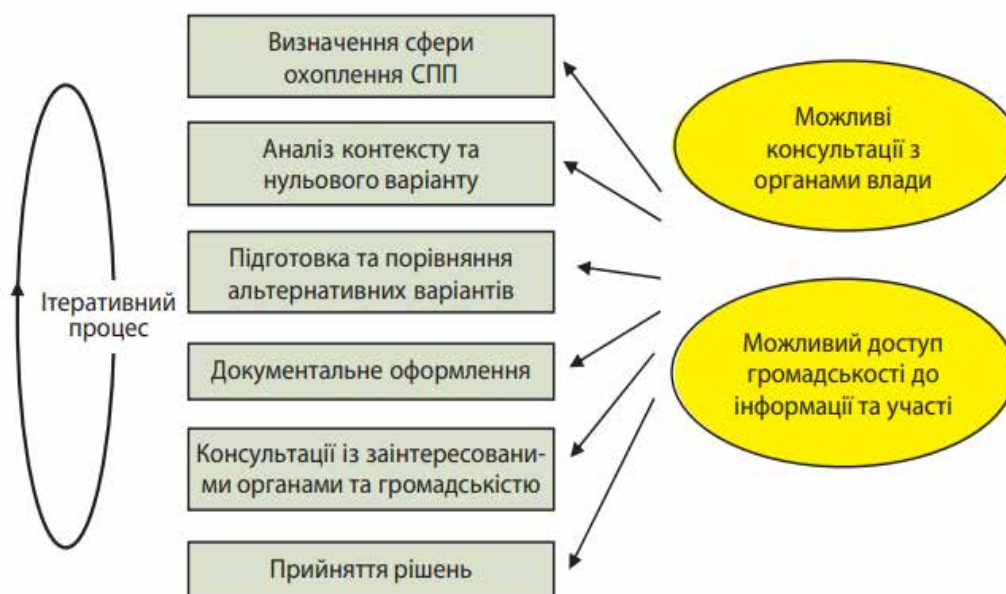 Визначення сфери
охоплення СПП
Аналіз контексту та
нульового варіанту
Підготовка та порівняння
альтернативних варіантів
Документальне оформлення
Консультації із заінтересовани-
ми органами та громадськістю
Прийняття рішень
Ітеративний
процес
Можливі
консультації з
органами влади
Можливий доступ
громадськості до
інформації та участі